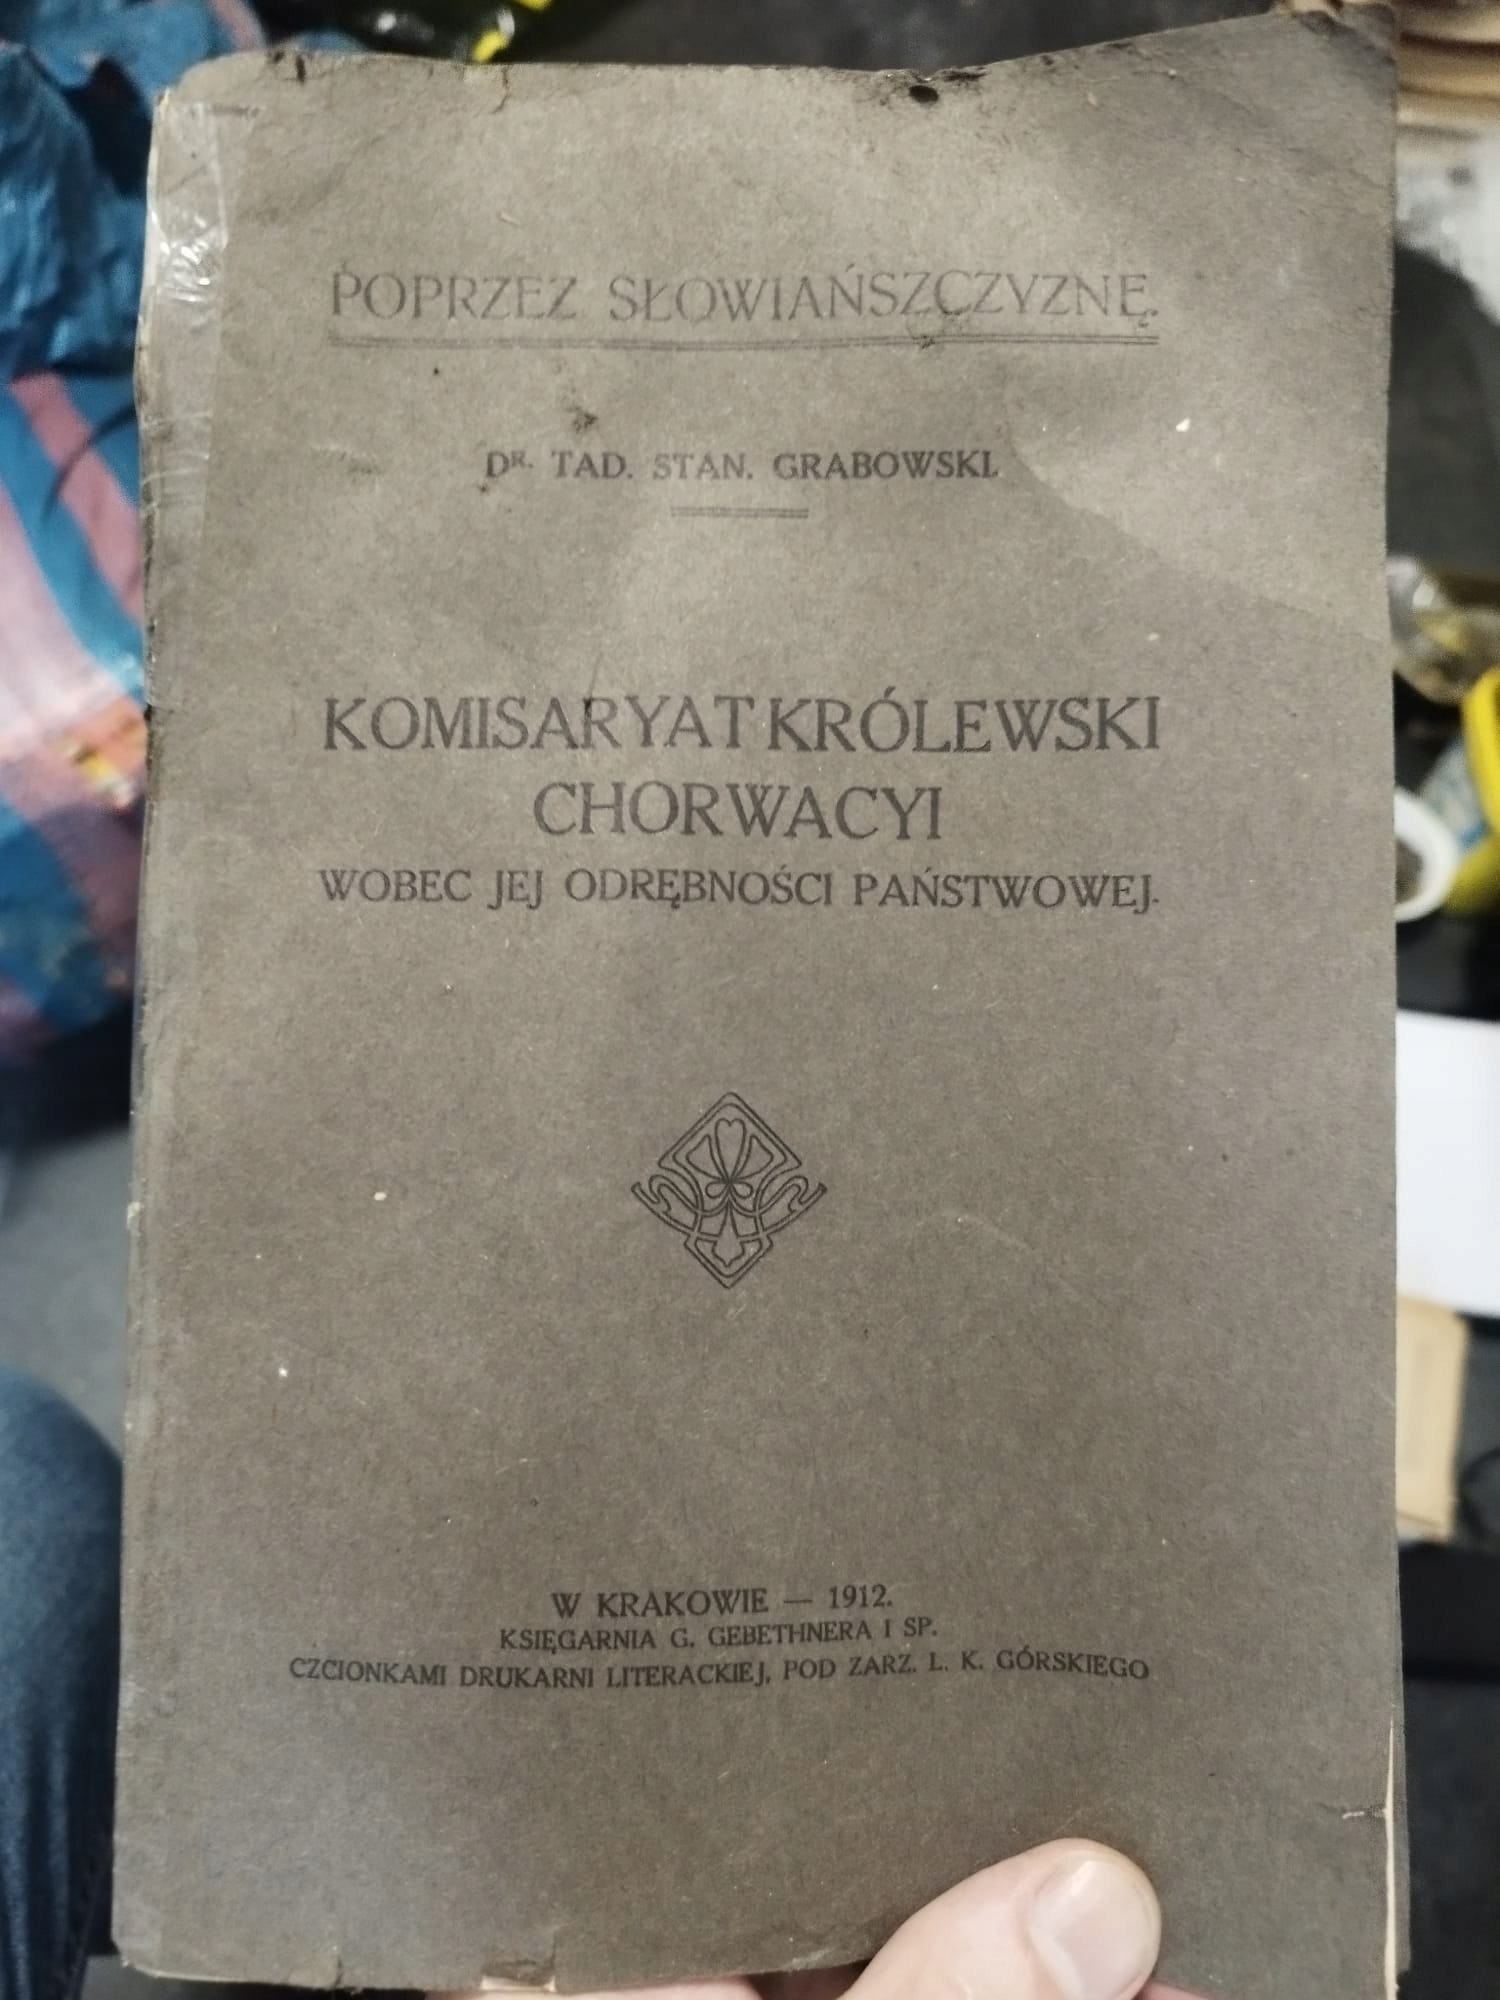 POPRZEZ SŁOWIAŃSZCZYZNĘ.
DR. TAD. STAN. GRABOWSKI.
KOMISARYAT KRÓLEWSKI
CHORWACYI
WOBEC JEJ ODRĘBNOŚCI PAŃSTWOWEJ.
W KRAKOWIE — 1912.
KSIĘGARNIA G. GEBETHNERA I SP.
CZCIONKAMI DRUKARNI LITERACKIEJ, POD ZARZ. L. K. GÓRSKIEGO